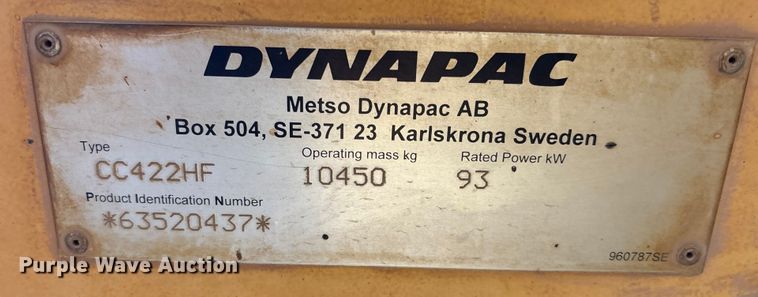 DYNAPAC
Metso Dynapac AB
Box 504, SE-371 23 Karlskrona Sweden
Type Operating mass kg Rated Power kW
CC422HF 10450 93
Product Identification Number
*63520437*
960787SE
Purple Wave Auction